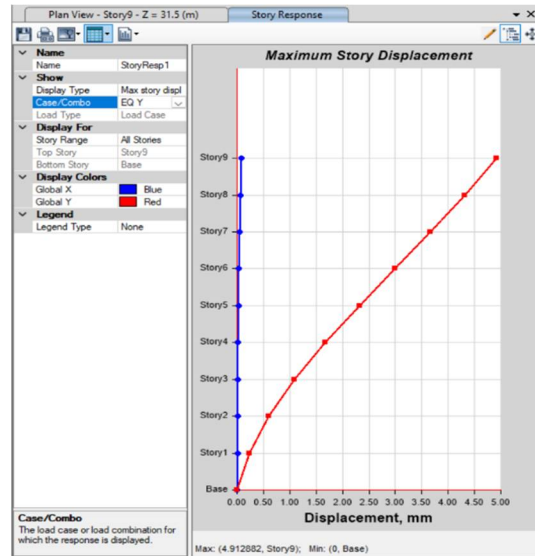 Plan View - Story9 - Z = 31.5 (m)
Story Response
Name
Name StoryResp1
Show
Display Type Max story displ
Case/Combo EQ Y
Load Type Load Case
Display For
Story Range All Stories
Top Story Story9
Bottom Story Base
Display Colors
Global X Blue
Global Y Red
Legend
Legend Type None
Case/Combo
The load case or load combination for
which the response is displayed.
Maximum Story Displacement
Story9
Story8
Story7
Story6
Story5
Story4
Story3
Story2
Story1
Base
0.00 0.50 1.00 1.50 2.00 2.50 3.00 3.50 4.00 4.50 5.00
Displacement, mm
Max: (4.912882, Story9); Min: (0, Base)